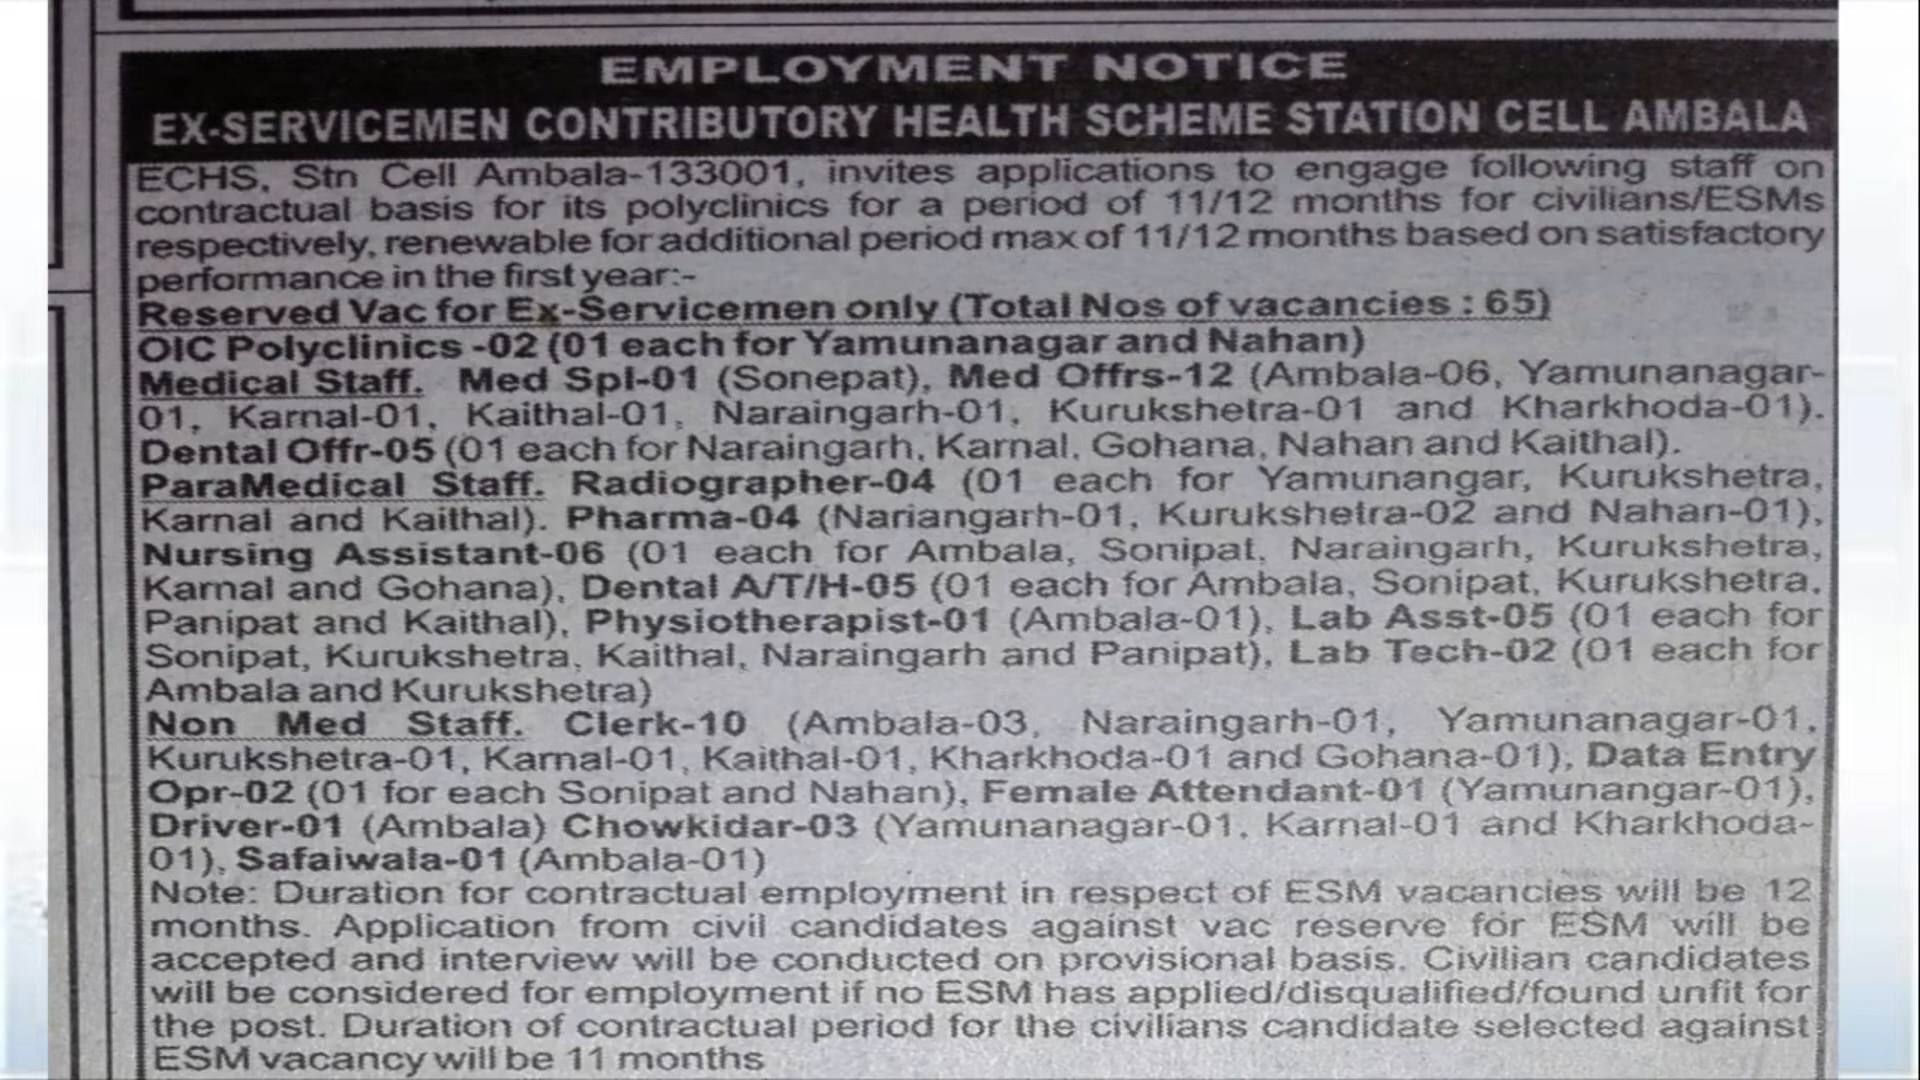 EMPLOYMENT NOTICE
EX-SERVICEMEN CONTRIBUTORY HEALTH SCHEME STATION CELL AMBALA
ECHS, Stn Cell Ambala-133001, invites applications to engage following staff on
contractual basis for its polyclinics for a period of 11/12 months for civilians/ESMs
respectively, renewable for additional period max of 11/12 months based on satisfactory
performance in the first year:-
Reserved Vac for Ex-Servicemen only (Total Nos of vacancies : 65)
OIC Polyclinics -02 (01 each for Yamunanagar and Nahan)
Medical Staff. Med Spl-01 (Sonepat), Med Offrs-12 (Ambala-06, Yamunanagar-
01, Karnal-01, Kaithal-01, Naraingarh-01, Kurukshetra-01 and Kharkhoda-01).
Dental Offr-05 (01 each for Naraingarh, Karnal, Gohana, Nahan and Kaithal).
ParaMedical Staff. Radiographer-04 (01 each for Yamunangar, Kurukshetra,
Karnal and Kaithal). Pharma-04 (Nariangarh-01, Kurukshetra-02 and Nahan-01),
Nursing Assistant-06 (01 each for Ambala, Sonipat, Naraingarh, Kurukshetra,
Karnal and Gohana), Dental A/T/H-05 (01 each for Ambala, Sonipat, Kurukshetra,
Panipat and Kaithal), Physiotherapist-01 (Ambala-01), Lab Asst-05 (01 each for
Sonipat, Kurukshetra, Kaithal, Naraingarh and Panipat), Lab Tech-02 (01 each for
Ambala and Kurukshetra)
Non Med Staff. Clerk-10 (Ambala-03, Naraingarh-01, Yamunanagar-01,
Kurukshetra-01, Karnal-01, Kaithal-01, Kharkhoda-01 and Gohana-01), Data Entry
Opr-02 (01 for each Sonipat and Nahan), Female Attendant-01 (Yamunangar-01),
Driver-01 (Ambala) Chowkidar-03 (Yamunanagar-01, Karnal-01 and Kharkhoda-
01), Safaiwala-01 (Ambala-01)
Note: Duration for contractual employment in respect of ESM vacancies will be 12
months. Application from civil candidates against vac reserve for ESM will be
accepted and interview will be conducted on provisional basis. Civilian candidates
will be considered for employment if no ESM has applied/disqualified/found unfit for
the post. Duration of contractual period for the civilians candidate selected against
ESM vacancy will be 11 months